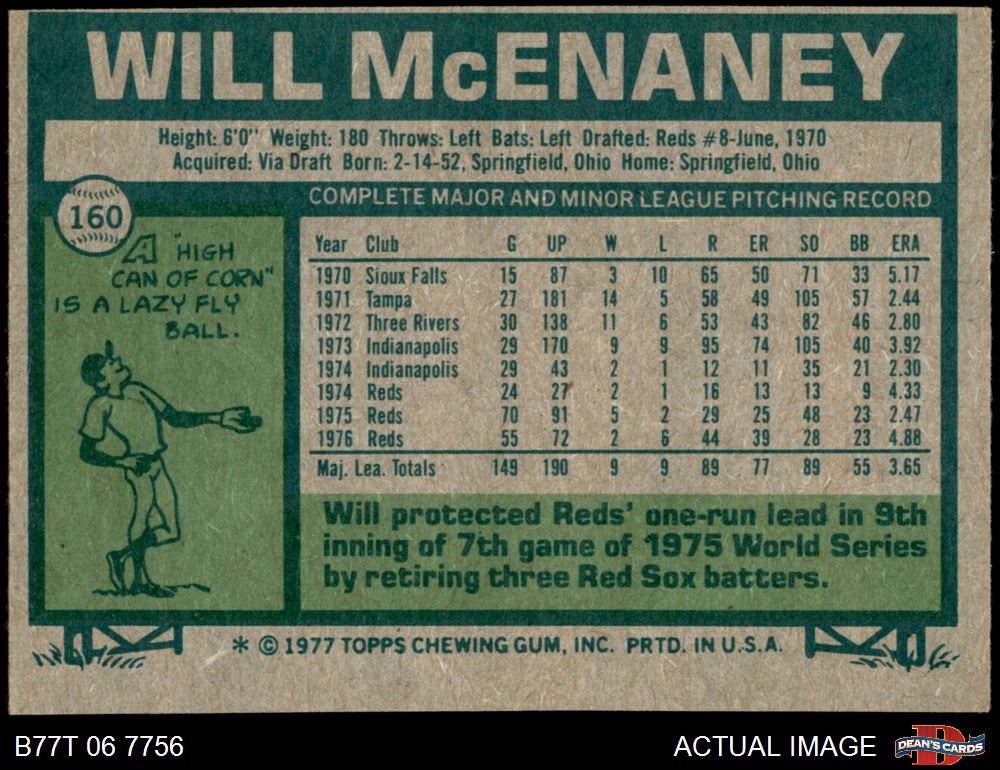 WILL McENANEY
Height: 6'0" Weight: 180 Throws: Left Bats: Left Drafted: Reds #8-June, 1970
Acquired: Via Draft Born: 2-14-52, Springfield, Ohio Home: Springfield, Ohio
160
A "HIGH
CAN OF CORN"
IS A LAZY FLY
BALL.
COMPLETE MAJOR AND MINOR LEAGUE PITCHING RECORD
Year Club G UP W L R ER SO BB ERA
1970 Sioux Falls 15 87 3 10 65 50 71 33 5.17
1971 Tampa 27 181 14 5 58 49 105 57 2.44
1972 Three Rivers 30 138 11 6 53 43 82 46 2.80
1973 Indianapolis 29 170 9 9 95 74 105 40 3.92
1974 Indianapolis 29 43 2 1 12 11 35 21 2.30
1974 Reds 24 27 2 1 16 13 13 9 4.33
1975 Reds 70 91 5 2 29 25 48 23 2.47
1976 Reds 55 72 2 6 44 39 28 23 4.88
Maj. Lea. Totals 149 190 9 9 89 77 89 55 3.65
Will protected Reds' one-run lead in 9th
inning of 7th game of 1975 World Series
by retiring three Red Sox batters.
* © 1977 TOPPS CHEWING GUM, INC. PRTD. IN U.S.A.
B77T 06 7756
ACTUAL IMAGE
D
DEAN'S CARDS